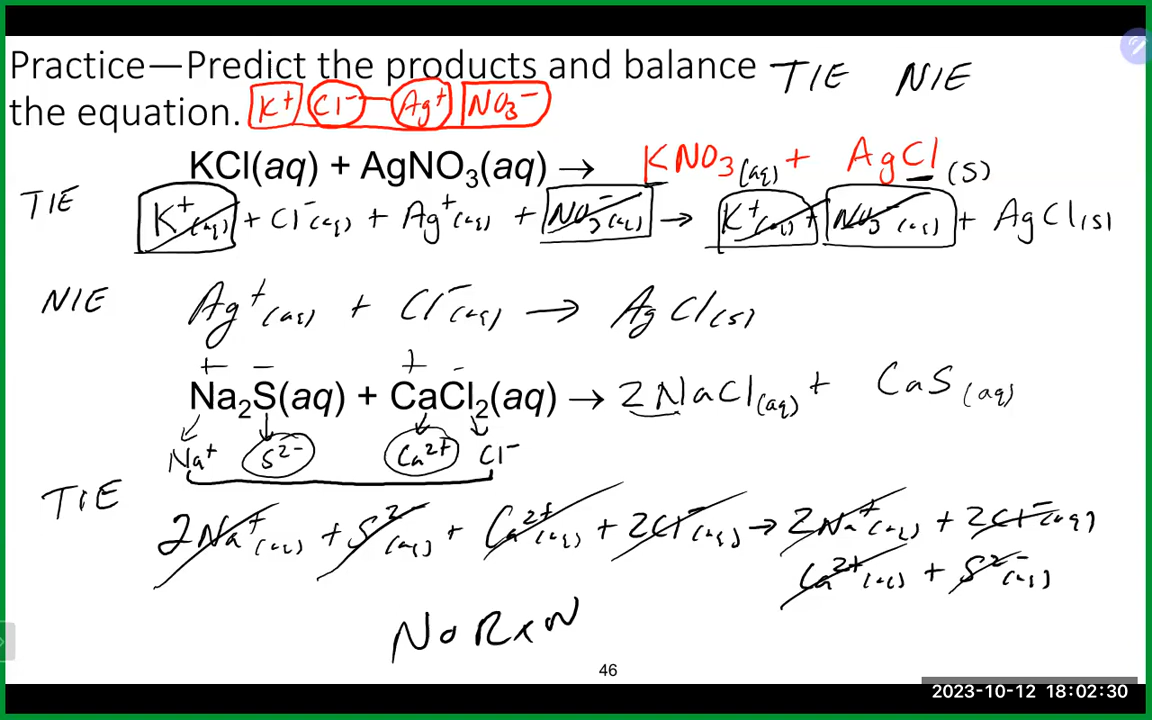 Practice—Predict the products and balance TIE NIE
the equation. K⁺ Cl⁻ Ag⁺ NO₃⁻
KCl(aq) + AgNO₃(aq) → KNO₃(aq) + AgCl(s)
TIE
K⁺(aq) + Cl⁻(aq) + Ag⁺(aq) + NO₃⁻(aq) → K⁺(aq) + NO₃⁻(aq) + AgCl(s)
NIE Ag⁺(aq) + Cl⁻(aq) → AgCl(s)
+ − + −
Na₂S(aq) + CaCl₂(aq) → 2NaCl(aq) + CaS(aq)
Na⁺ S²⁻ Ca²⁺ Cl⁻
TIE
2Na⁺(aq) + S²⁻(aq) + Ca²⁺(aq) + 2Cl⁻(aq) → 2Na⁺(aq) + 2Cl⁻(aq)
Ca²⁺(aq) + S²⁻(aq)
No RxN
46
2023-10-12 18:02:30